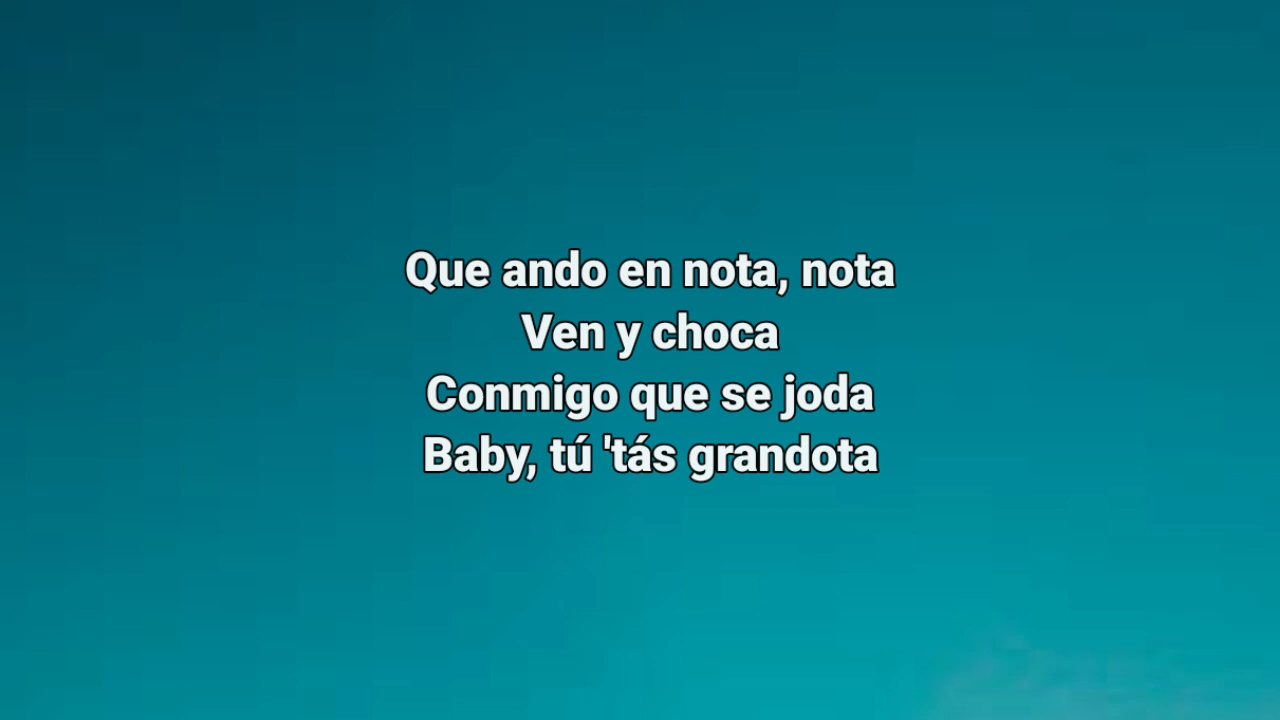 Que ando en nota, nota
Ven y choca
Conmigo que se joda
Baby, tú 'tás grandota